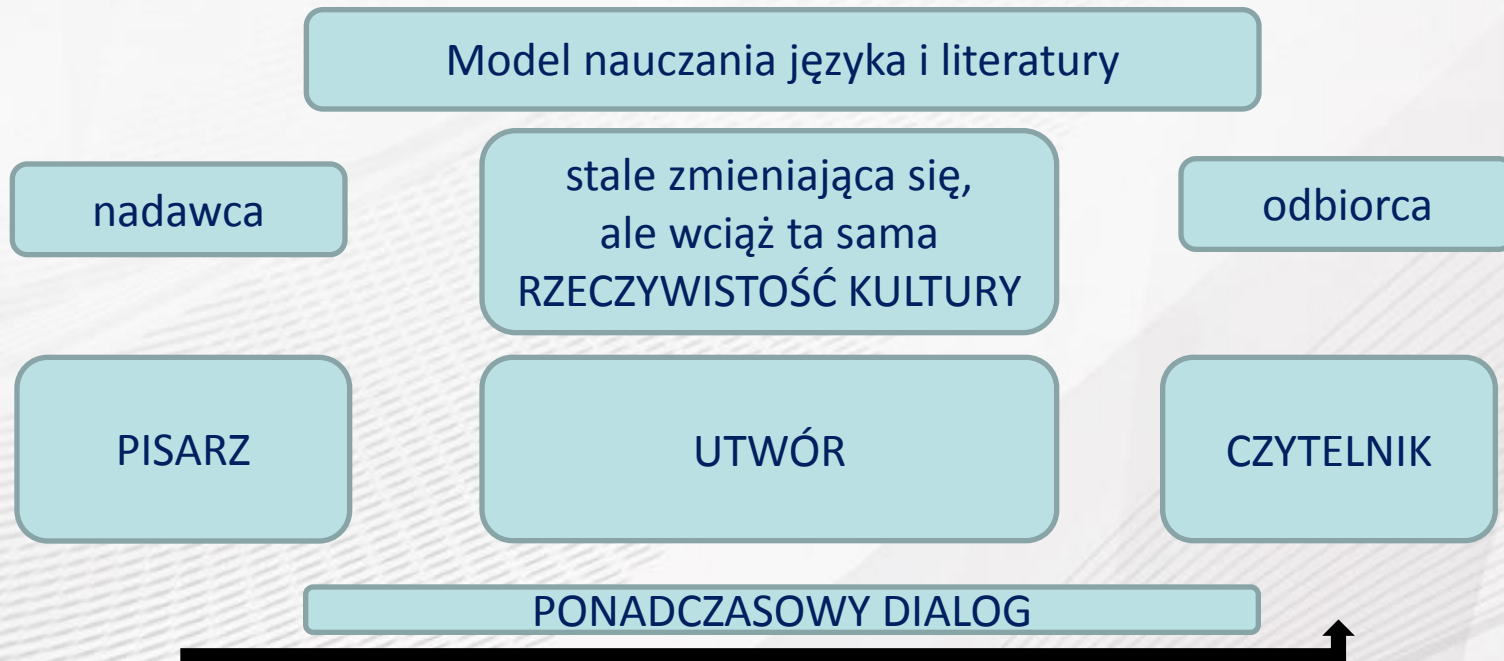 Model nauczania języka i literatury
nadawca
stale zmieniająca się,
ale wciąż ta sama
RZECZYWISTOŚĆ KULTURY
odbiorca
PISARZ
UTWÓR
CZYTELNIK
PONADCZASOWY DIALOG